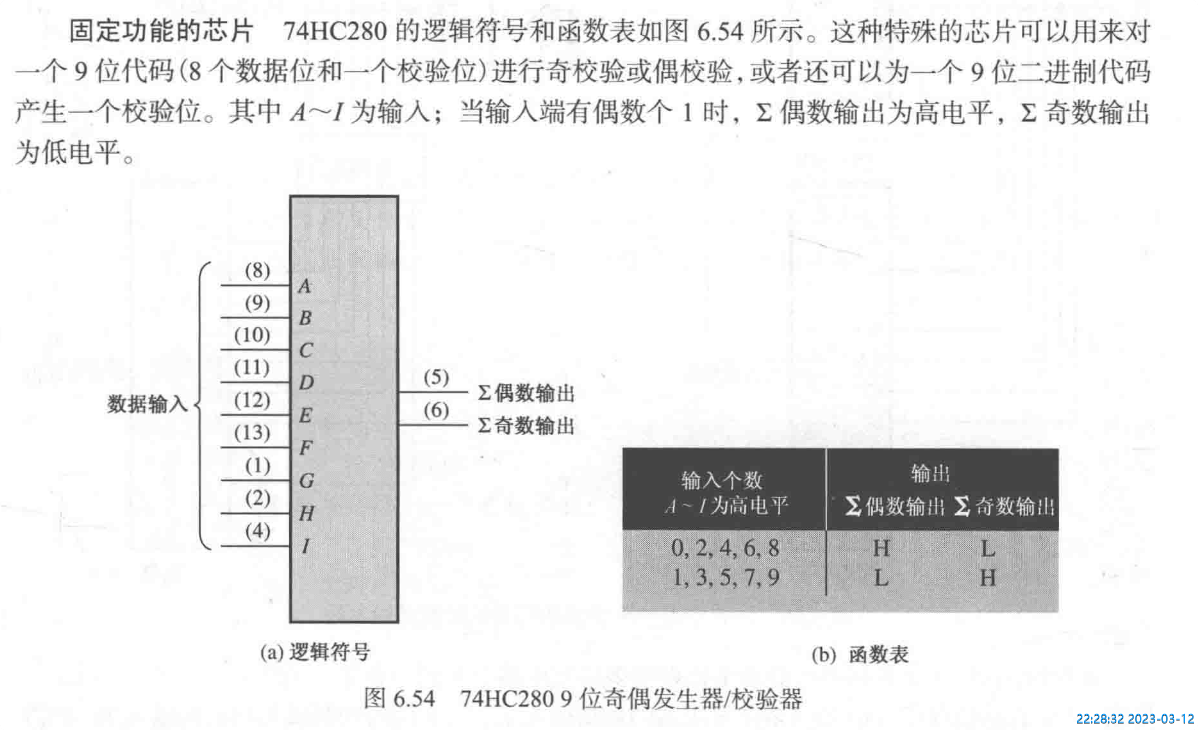 固定功能的芯片 74HC280 的逻辑符号和函数表如图 6.54 所示。这种特殊的芯片可以用来对
一个 9 位代码(8 个数据位和一个校验位)进行奇校验或偶校验,或者还可以为一个 9 位二进制代码
产生一个校验位。其中 A～I 为输入；当输入端有偶数个 1 时，Σ 偶数输出为高电平，Σ 奇数输出
为低电平。
(8)
A
(9)
B
(10)
C
(11)
D
(12)
E
(13)
F
(1)
G
(2)
H
(4)
I
数据输入
(5)
Σ偶数输出
(6)
Σ奇数输出
输入个数
A ~ I 为高电平
输出
Σ 偶数输出 Σ 奇数输出
0, 2, 4, 6, 8 H L
1, 3, 5, 7, 9 L H
(a) 逻辑符号
(b) 函数表
图 6.54 74HC280 9 位奇偶发生器/校验器
22:28:32 2023-03-12